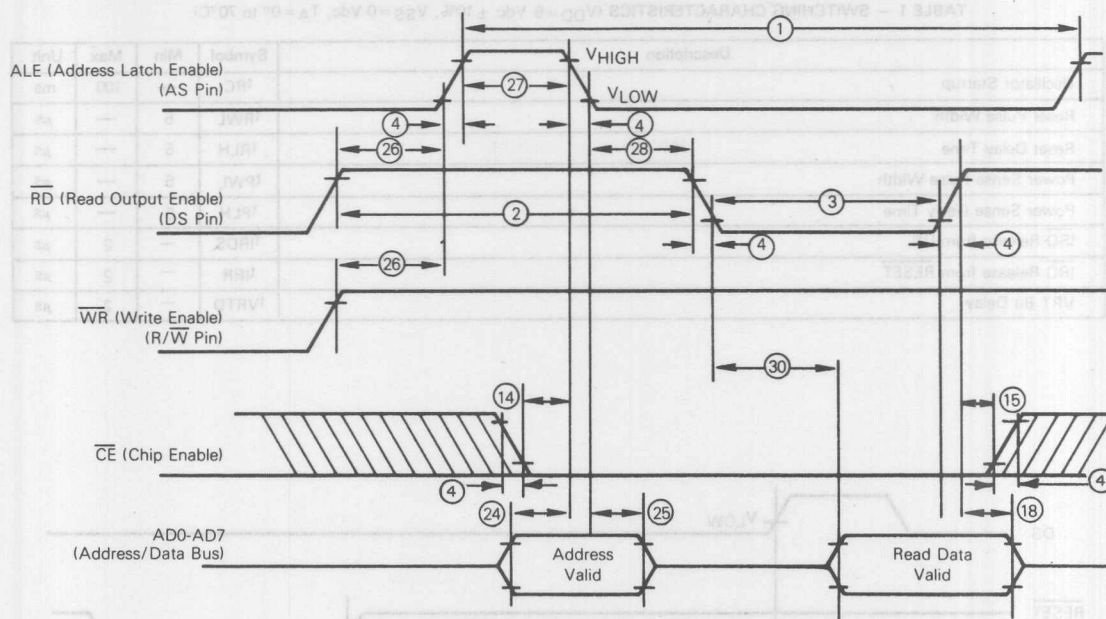 ①
ALE (Address Latch Enable)
(AS Pin)
V_HIGH
㉗
V_LOW
④ ④
㉖ ㉘
RD̅ (Read Output Enable)
(DS Pin)
② ③
④ ④
㉖
WR̅ (Write Enable)
(R/W̅ Pin)
㉚
⑭ ⑮
CE̅ (Chip Enable)
④ ④
㉔ ㉕ ⑱
AD0-AD7
(Address/Data Bus)
Address
Valid
Read Data
Valid